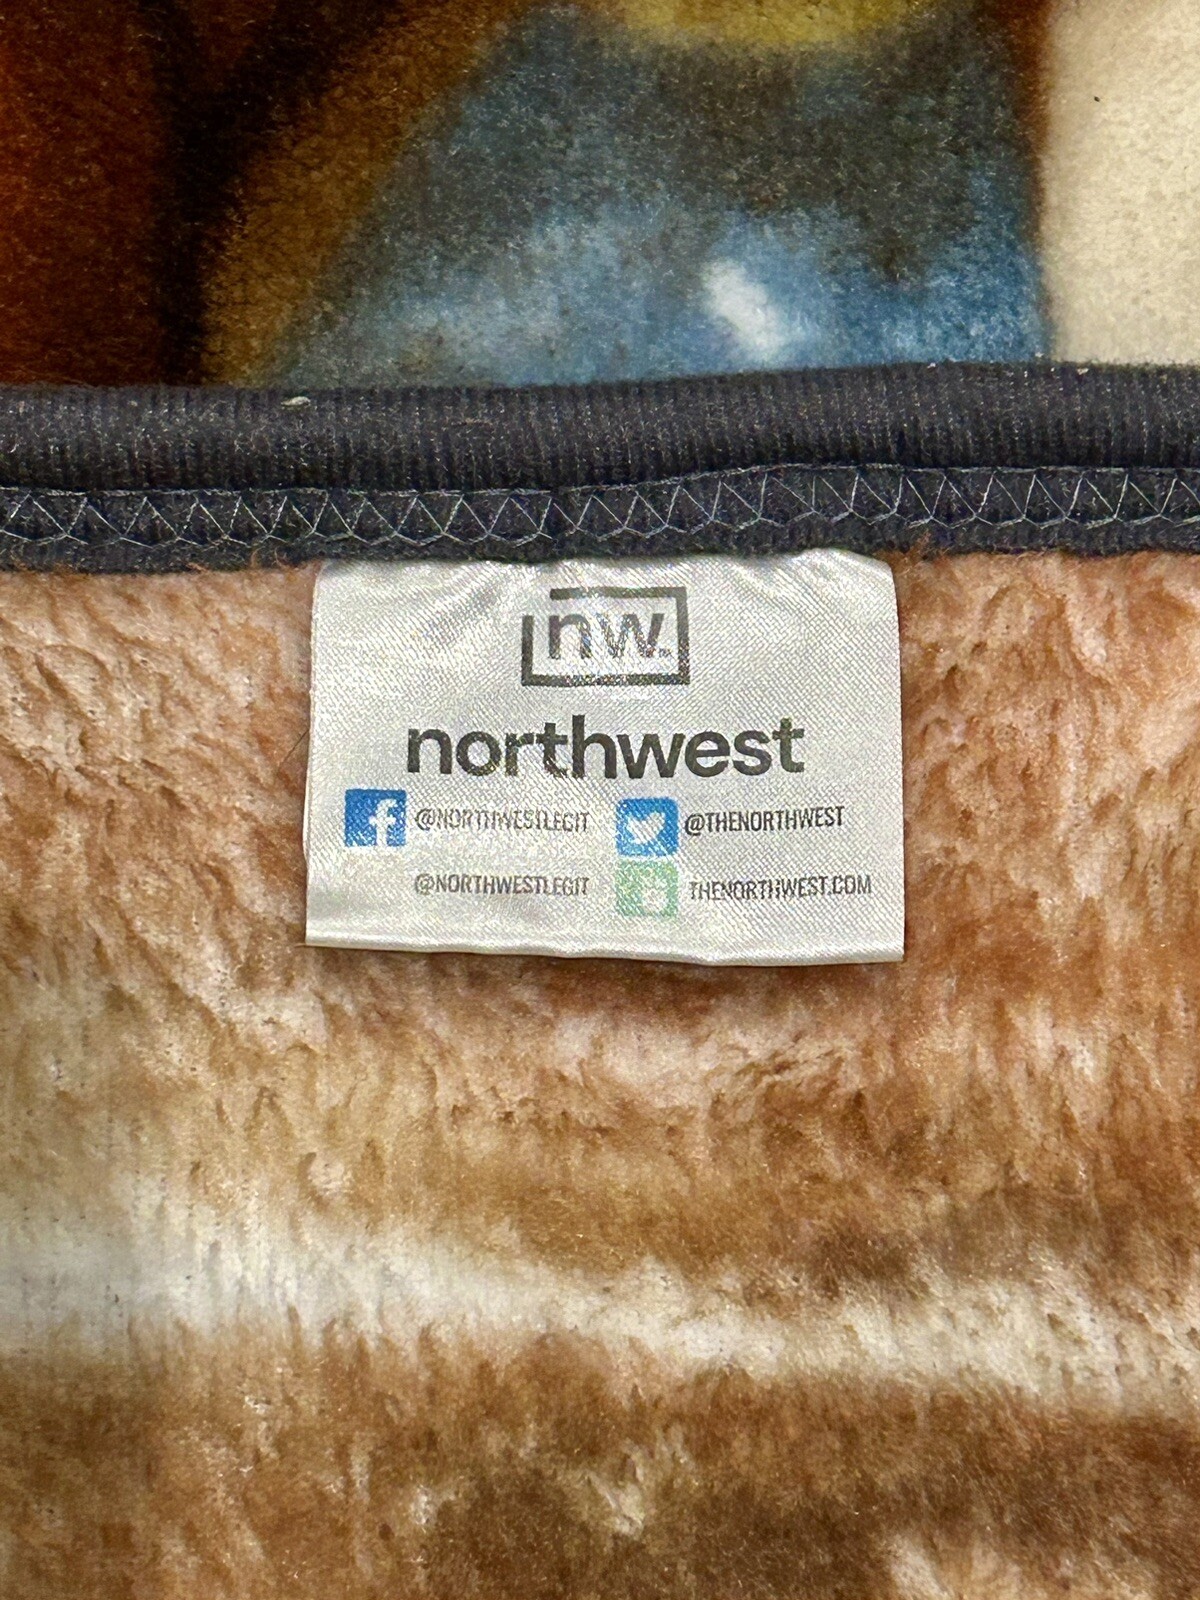 nw.
northwest
@NORTHWESTLEGIT @THENORTHWEST
@NORTHWESTLEGIT THENORTHWEST.COM